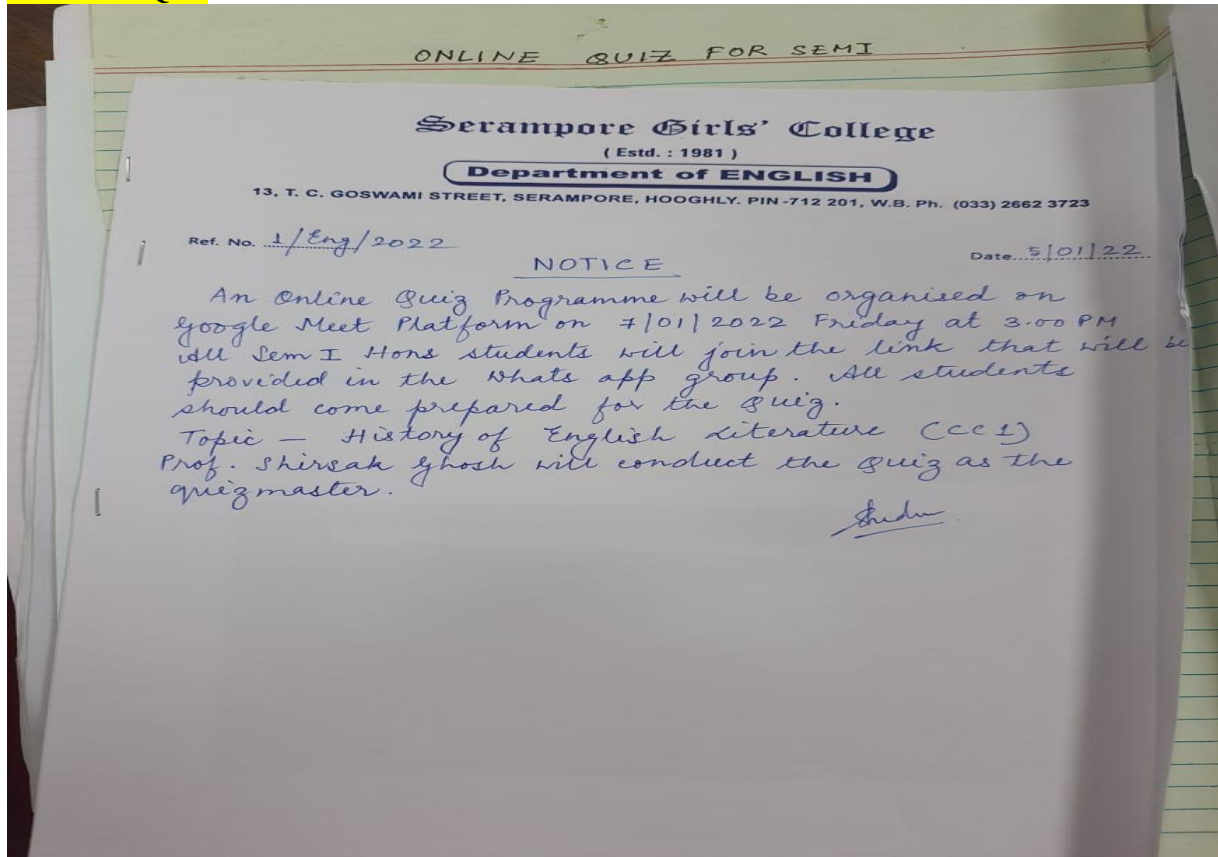 ONLINE QUIZ FOR SEM I
Serampore Girls' College
( Estd. : 1981 )
Department of ENGLISH
13, T. C. GOSWAMI STREET, SERAMPORE, HOOGHLY. PIN-712 201, W.B. Ph. (033) 2662 3723
Ref. No. 1/Eng/2022 Date 5/01/22
NOTICE
An Online Quiz Programme will be organised on
Google Meet Platform on 7/01/2022 Friday at 3.00 PM
All Sem I Hons students will join the link that will be
provided in the Whats app group. All students
should come prepared for the Quiz.
Topic — History of English Literature (CC1)
Prof. Shirsak Ghosh will conduct the Quiz as the
quizmaster.